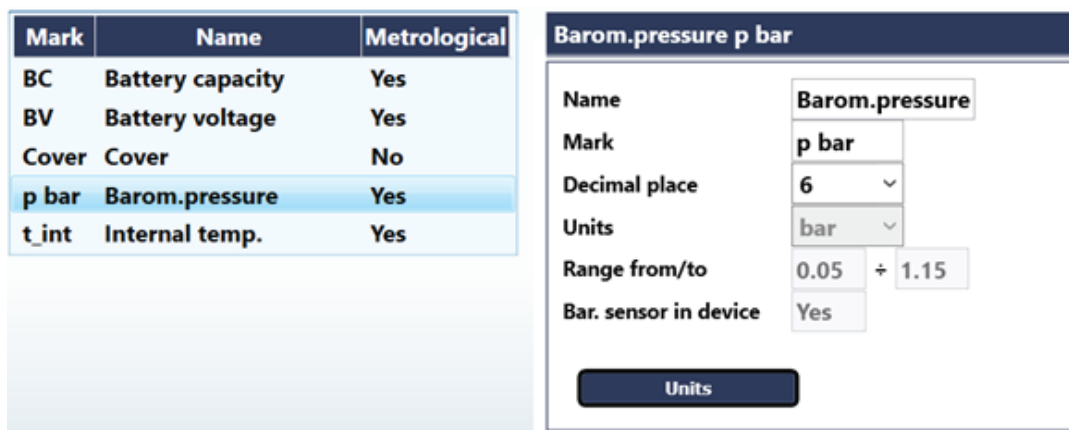 Mark Name Metrological
BC Battery capacity Yes
BV Battery voltage Yes
Cover Cover No
p bar Barom.pressure Yes
t_int Internal temp. Yes
Barom.pressure p bar
Name Barom.pressure
Mark p bar
Decimal place 6
Units bar
Range from/to 0.05 ÷ 1.15
Bar. sensor in device Yes
Units